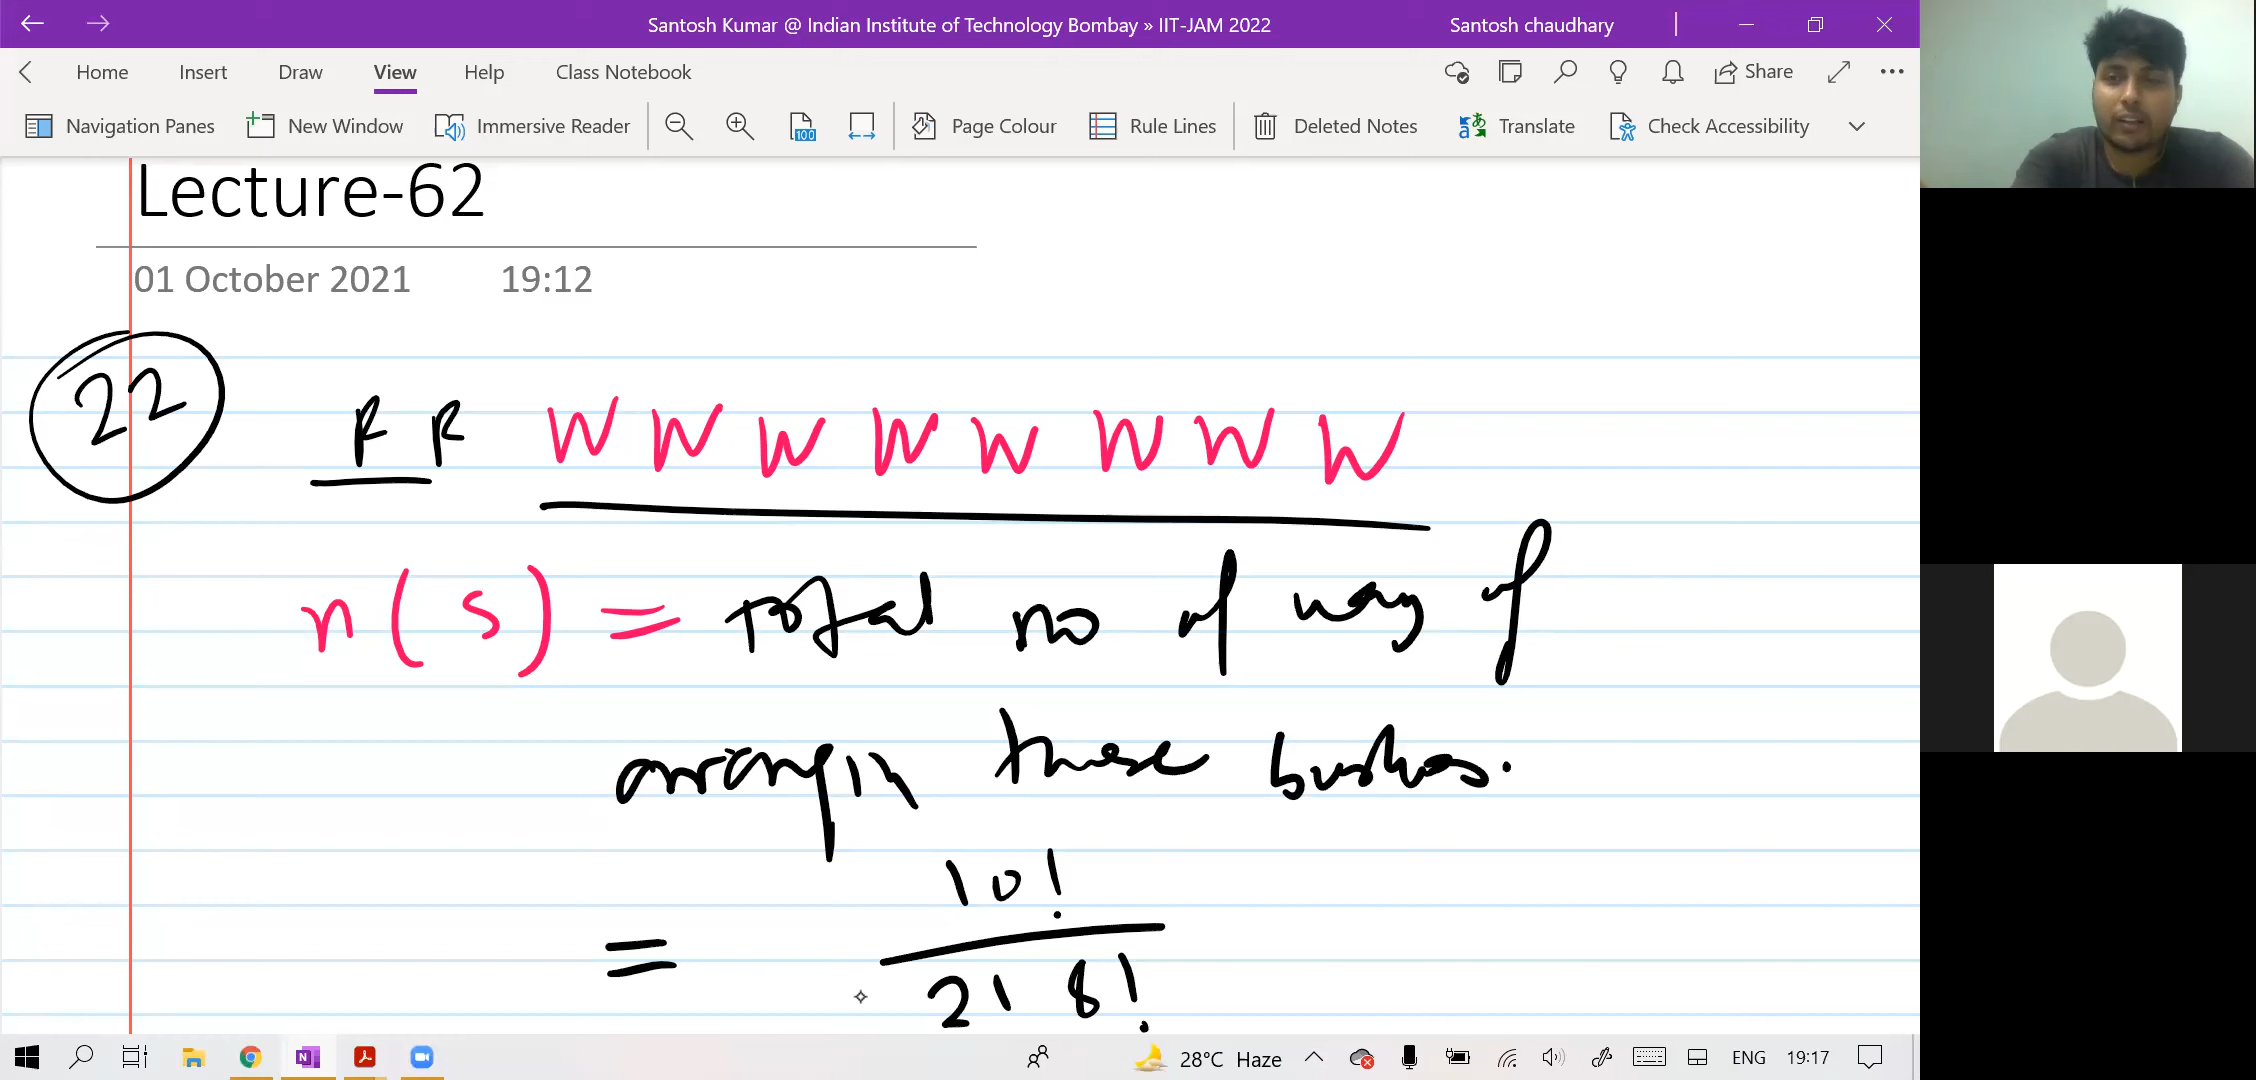 Santosh Kumar @ Indian Institute of Technology Bombay » IIT-JAM 2022
Santosh chaudhary
Home Insert Draw View Help Class Notebook Share
Navigation Panes New Window Immersive Reader 100 Page Colour Rule Lines Deleted Notes Translate Check Accessibility
Lecture-62
01 October 2021 19:12
22 R R W W W W W W W W
n(s) = total no of way of
arrangin these bushes.
= 10!
2! 8!
28°C Haze ENG 19:17